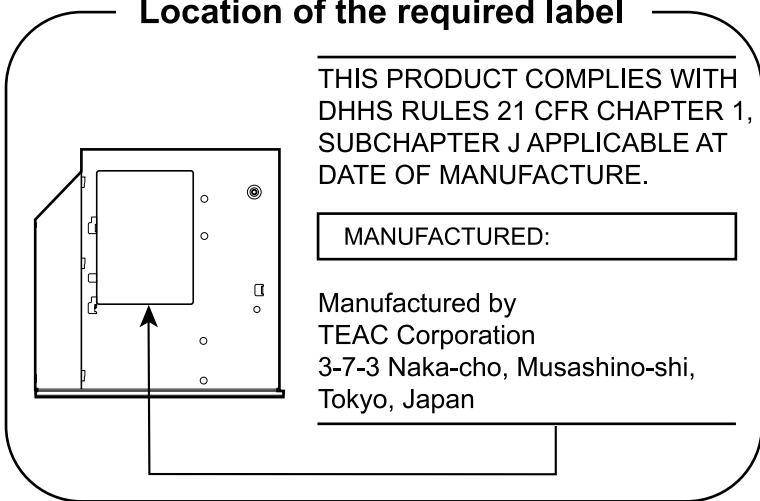 Location of the required label
THIS PRODUCT COMPLIES WITH
DHHS RULES 21 CFR CHAPTER 1,
SUBCHAPTER J APPLICABLE AT
DATE OF MANUFACTURE.
MANUFACTURED:
Manufactured by
TEAC Corporation
3-7-3 Naka-cho, Musashino-shi,
Tokyo, Japan